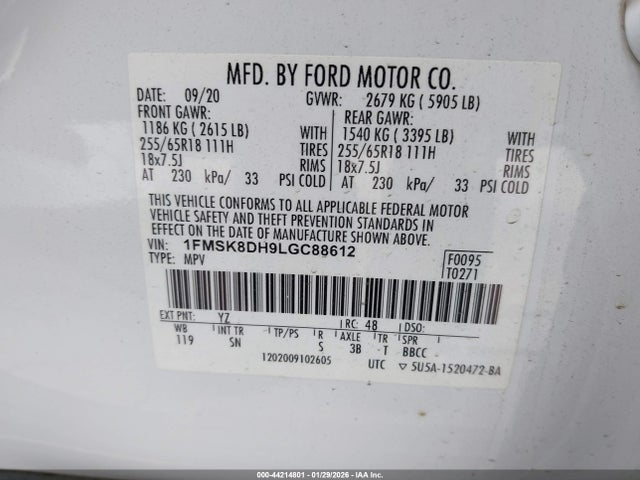 MFD. BY FORD MOTOR CO.
DATE: 09/20 GVWR: 2679 KG ( 5905 LB)
FRONT GAWR: REAR GAWR:
1186 KG ( 2615 LB) WITH 1540 KG ( 3395 LB) WITH
255/65R18 111H TIRES 255/65R18 111H TIRES
18x7.5J RIMS 18x7.5J RIMS
AT 230 kPa/ 33 PSI COLD AT 230 kPa/ 33 PSI COLD
THIS VEHICLE CONFORMS TO ALL APPLICABLE FEDERAL MOTOR
VEHICLE SAFETY AND THEFT PREVENTION STANDARDS IN
EFFECT ON THE DATE OF MANUFACTURE SHOWN ABOVE.
VIN: 1FMSK8DH9LGC88612 F0095
TYPE: MPV T0271
EXT PNT: YZ RC: 48 DSO:
WB INT TR TP/PS R AXLE TR SPR
119 SN S 3B T BBCC
1202009102605 UTC ▽ 5U5A-1520472-BA
000-44214801 - 01/29/2026 - IAA Inc.